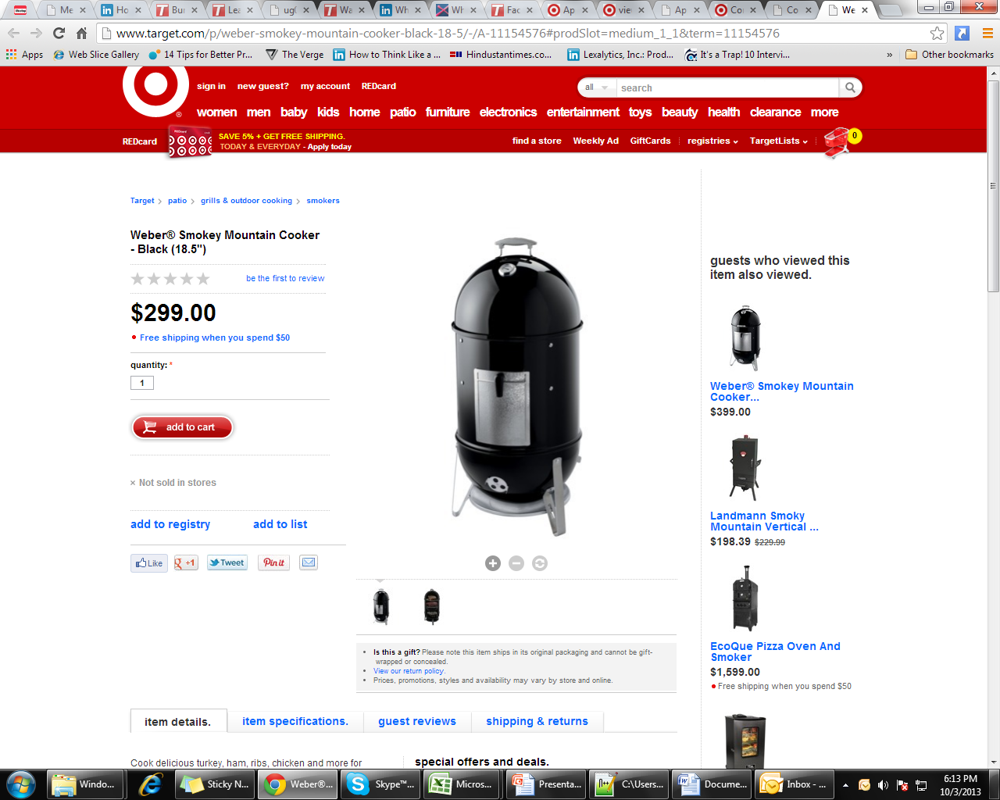 Me
Ho
Bu
Lea
ug
Wa
Wh
Wh
Fac
Ap
vie
Ap
Co
Co
We
www.target.com/p/weber-smokey-mountain-cooker-black-18-5/-/A-11154576#prodSlot=medium_1_1&term=11154576
Apps Web Slice Gallery 14 Tips for Better Pr... The Verge How to Think Like a ... Hindustantimes.co... Lexalytics, Inc.: Prod... It's a Trap! 10 Intervi... » Other bookmarks
sign in new guest? my account REDcard all search
women men baby kids home patio furniture electronics entertainment toys beauty health clearance more
REDcard SAVE 5% + GET FREE SHIPPING.
TODAY & EVERYDAY - Apply today
find a store Weekly Ad GiftCards registries TargetLists 0
Target patio grills & outdoor cooking smokers
Weber® Smokey Mountain Cooker
- Black (18.5")
be the first to review
$299.00
Free shipping when you spend $50
quantity: *
1
add to cart
× Not sold in stores
add to registry add to list
Like +1 Tweet Pin it
Is this a gift? Please note this item ships in its original packaging and cannot be gift-
wrapped or concealed.
View our return policy.
Prices, promotions, styles and availability may vary by store and online.
guests who viewed this
item also viewed.
Weber® Smokey Mountain
Cooker...
$399.00
Landmann Smoky
Mountain Vertical ...
$198.39 $229.99
EcoQue Pizza Oven And
Smoker
$1,599.00
Free shipping when you spend $50
item details. item specifications. guest reviews shipping & returns
Cook delicious turkey, ham, ribs, chicken and more for
special offers and deals.
Windo... Sticky N... Weber®... Skype™... Micros... Presenta... C:\Users... Docume... Inbox - ...
6:13 PM
10/3/2013